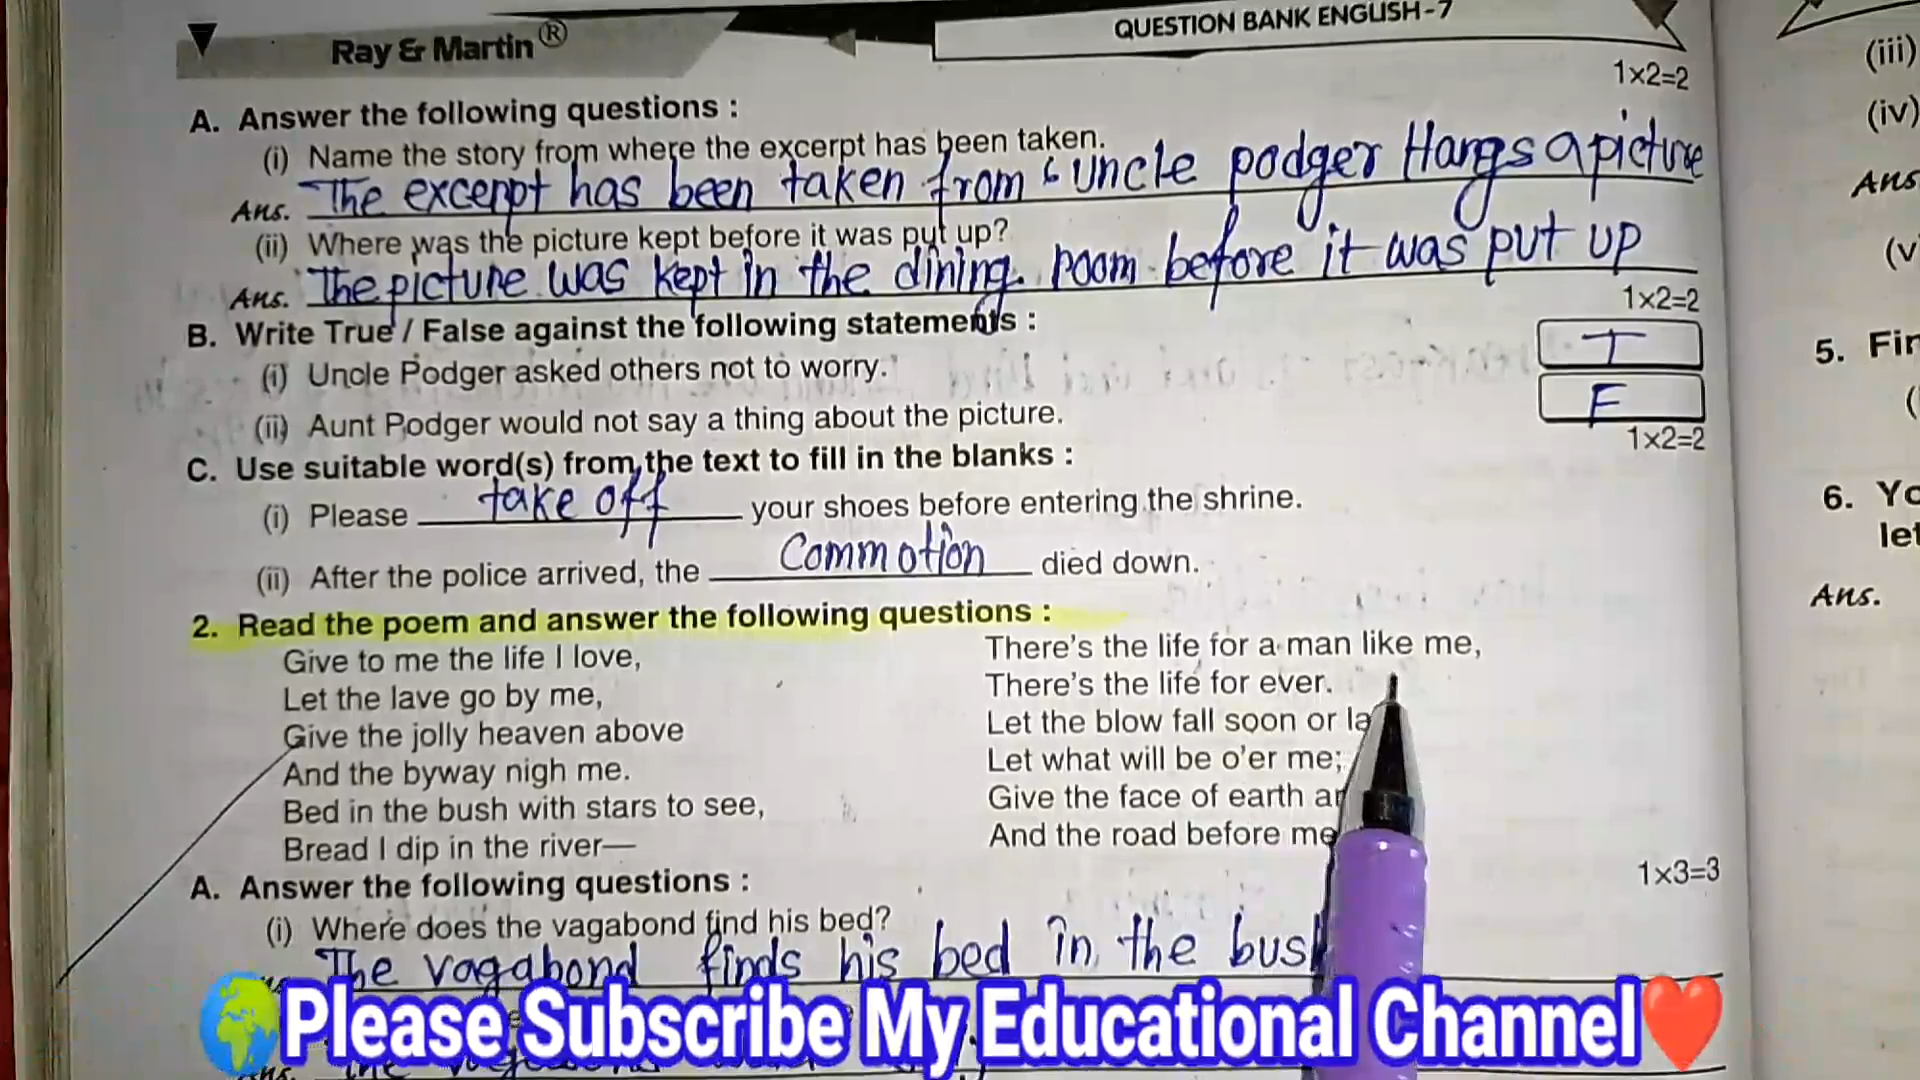 Ray & Martin®
QUESTION BANK ENGLISH-7
1×2=2
A. Answer the following questions :
(i) Name the story from where the excerpt has been taken.
Ans. The excerpt has been taken from ‘uncle podger Hangs a picture
(ii) Where was the picture kept before it was put up?
Ans. The picture was kept in the dining room before it was put up
1×2=2
B. Write True / False against the following statements :
(i) Uncle Podger asked others not to worry. T
(ii) Aunt Podger would not say a thing about the picture. F
1×2=2
C. Use suitable word(s) from the text to fill in the blanks :
(i) Please take off your shoes before entering the shrine.
(ii) After the police arrived, the Commotion died down.
2. Read the poem and answer the following questions :
Give to me the life I love,
Let the lave go by me,
Give the jolly heaven above
And the byway nigh me.
Bed in the bush with stars to see,
Bread I dip in the river—
There's the life for a man like me,
There's the life for ever.
Let the blow fall soon or
Let what will be o'er me;
Give the face of earth
And the road before me
1×3=3
A. Answer the following questions :
(i) Where does the vagabond find his bed?
The vagabond finds his bed in the
Please Subscribe My Educational Channel
(iii)
(iv)
Ans
(v
5.
6.
Ans.